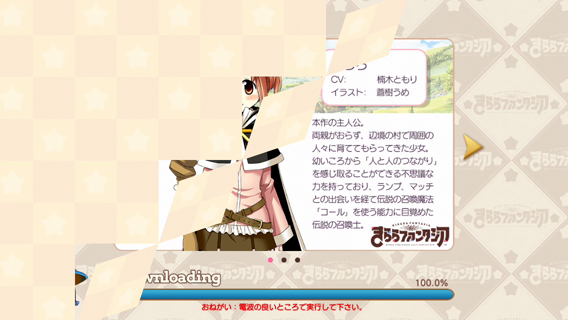 CV: 楠木ともり
イラスト: 蒼樹うめ
本作の主人公。
両親がおらず、辺境の村で周囲の
人々に育ててもらってきた少女。
幼いころから「人と人のつながり」
を感じ取ることができる不思議な
力を持っており、ランプ、マッチ
との出会いを経て伝説の召喚魔法
「コール」を使う能力に目覚めた
伝説の召喚士。
きららファンタジア
wnloading
100.0%
おねがい：電波の良いところで実行して下さい。